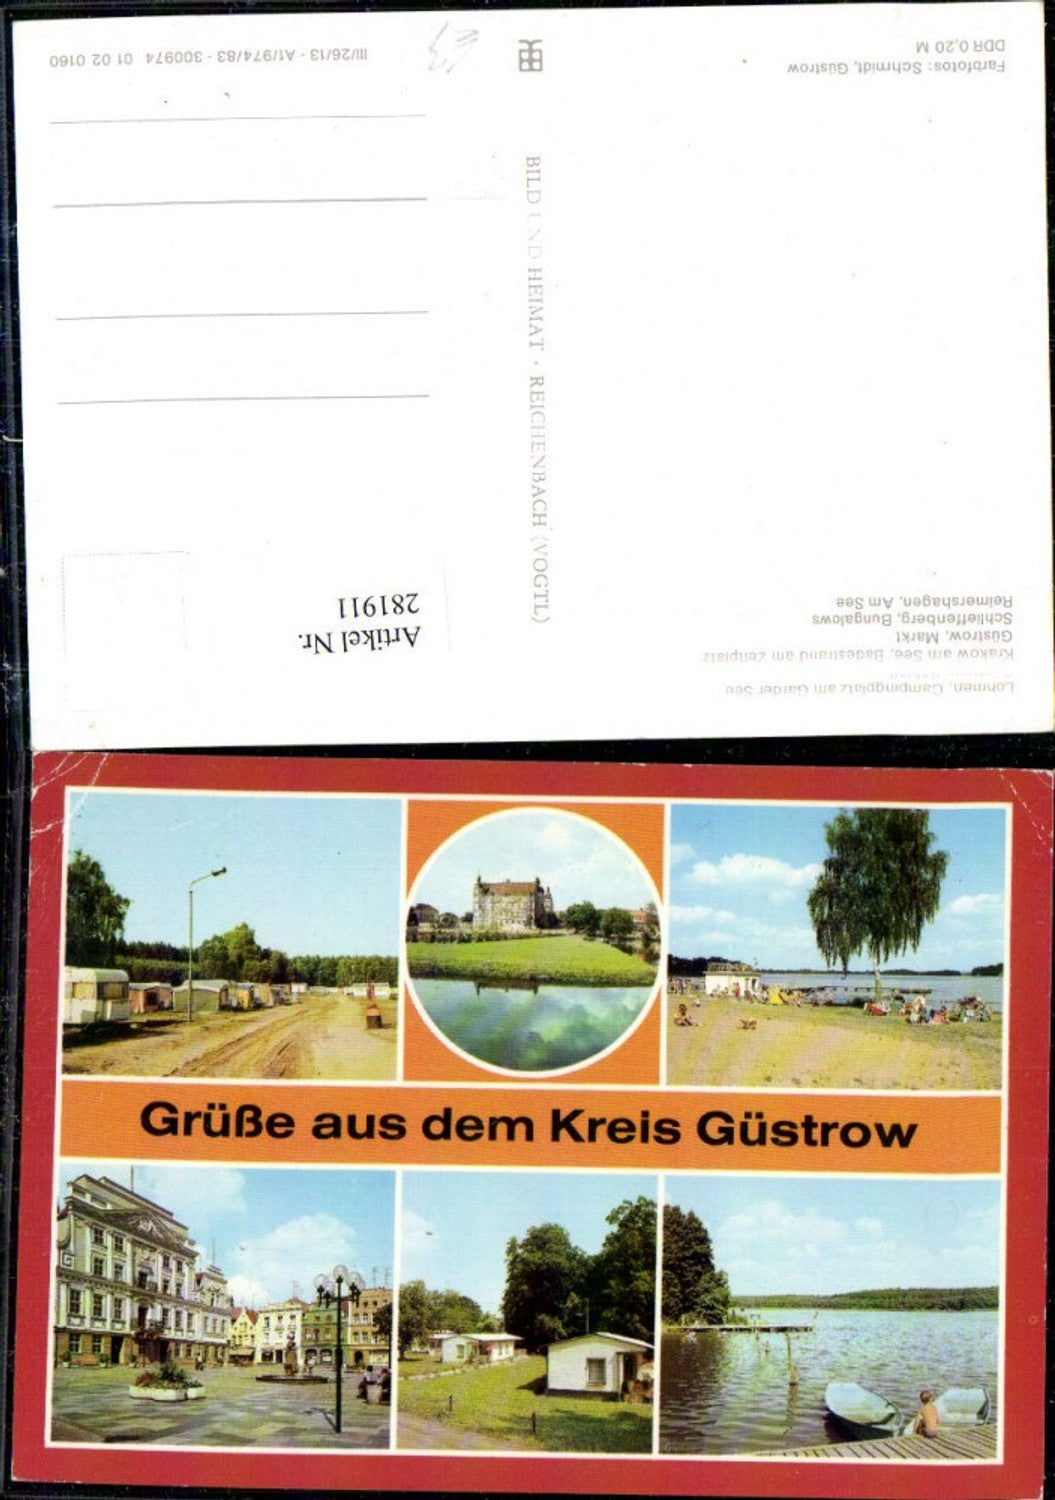 Lohmen, Campingplatz am Garder See
Krakow am See, Badestrand am Zeltplatz
Güstrow, Markt
Schlieffenberg, Bungalows
Reimershagen, Am See
Artikel Nr.
281911
BILD UND HEIMAT · REICHENBACH (VOGTL)
Farbfotos: Schmidt, Güstrow
DDR 0,20 M
III/26/13 - A1/974/83 - 300974 01 02 0160
Grüße aus dem Kreis Güstrow